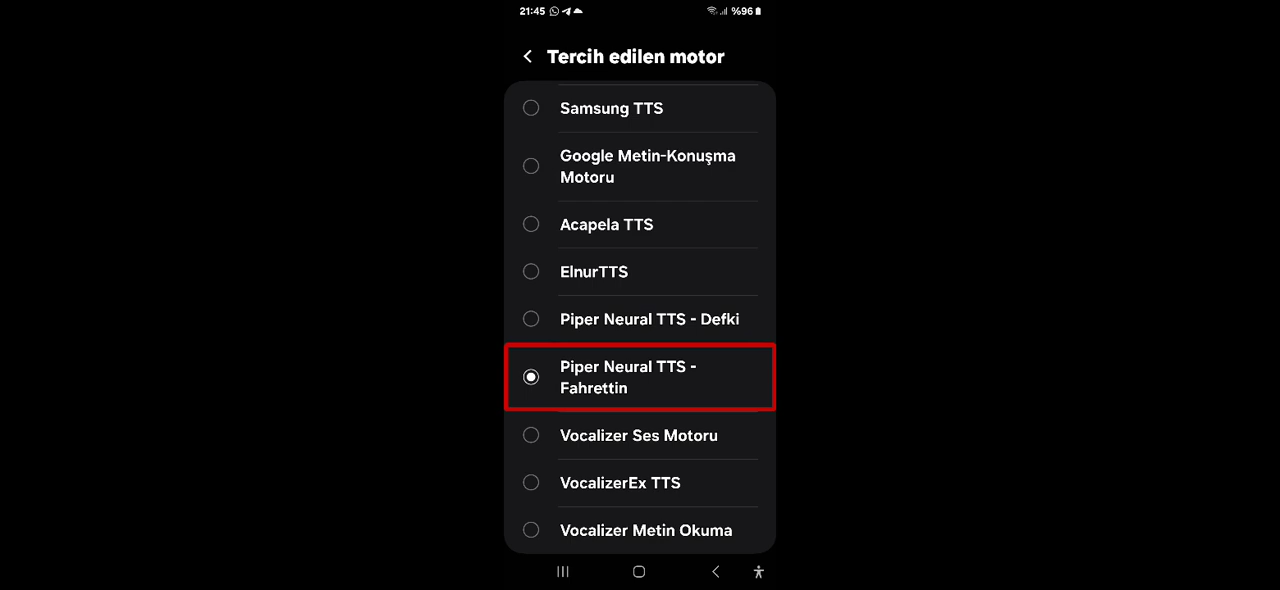 21:45 %96
Tercih edilen motor
Samsung TTS
Google Metin-Konuşma
Motoru
Acapela TTS
ElnurTTS
Piper Neural TTS - Defki
Piper Neural TTS -
Fahrettin
Vocalizer Ses Motoru
VocalizerEx TTS
Vocalizer Metin Okuma